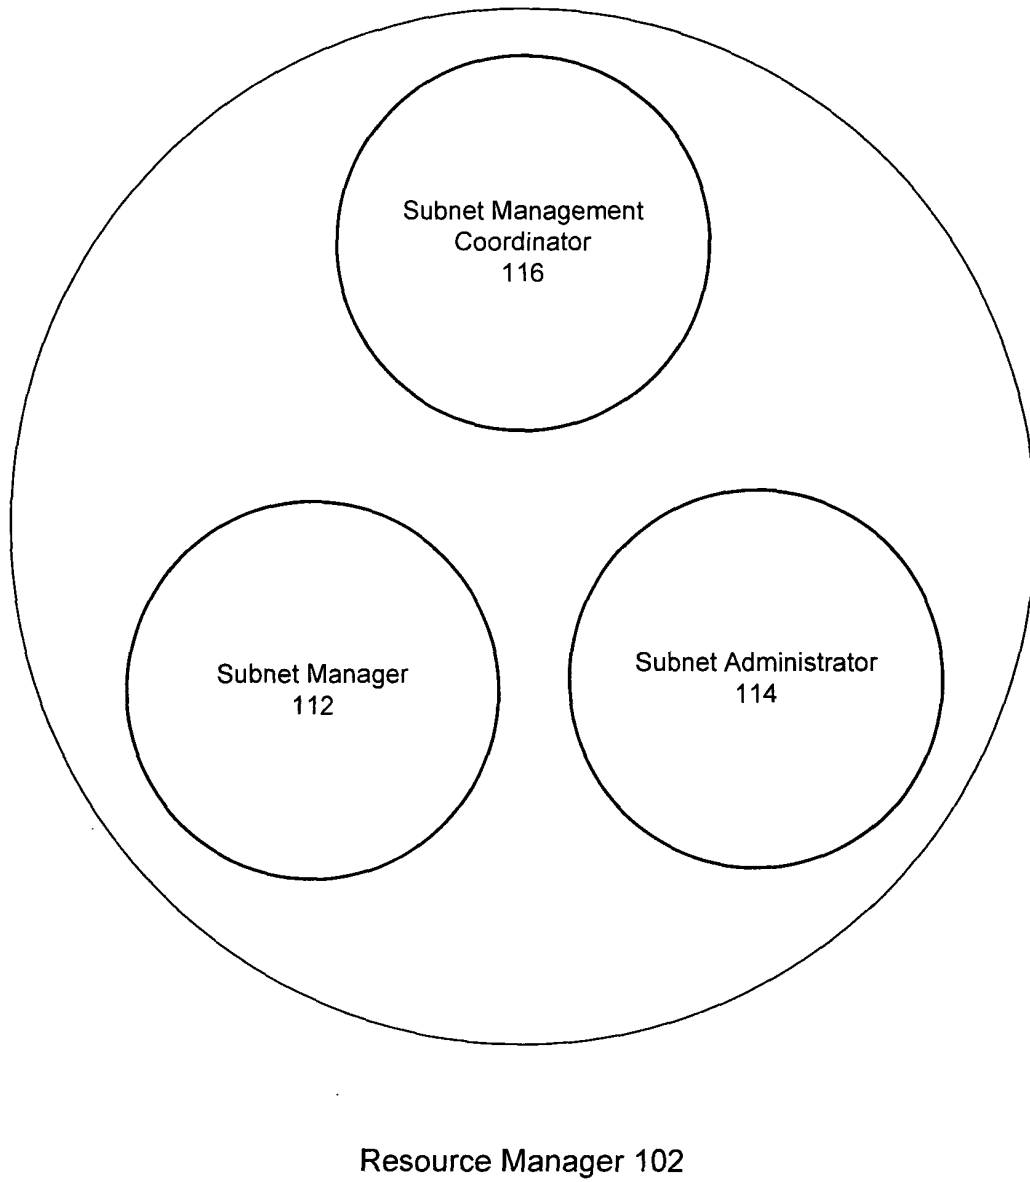 Subnet Management
Coordinator
116
Subnet Manager
112
Subnet Administrator
114
Resource Manager 102